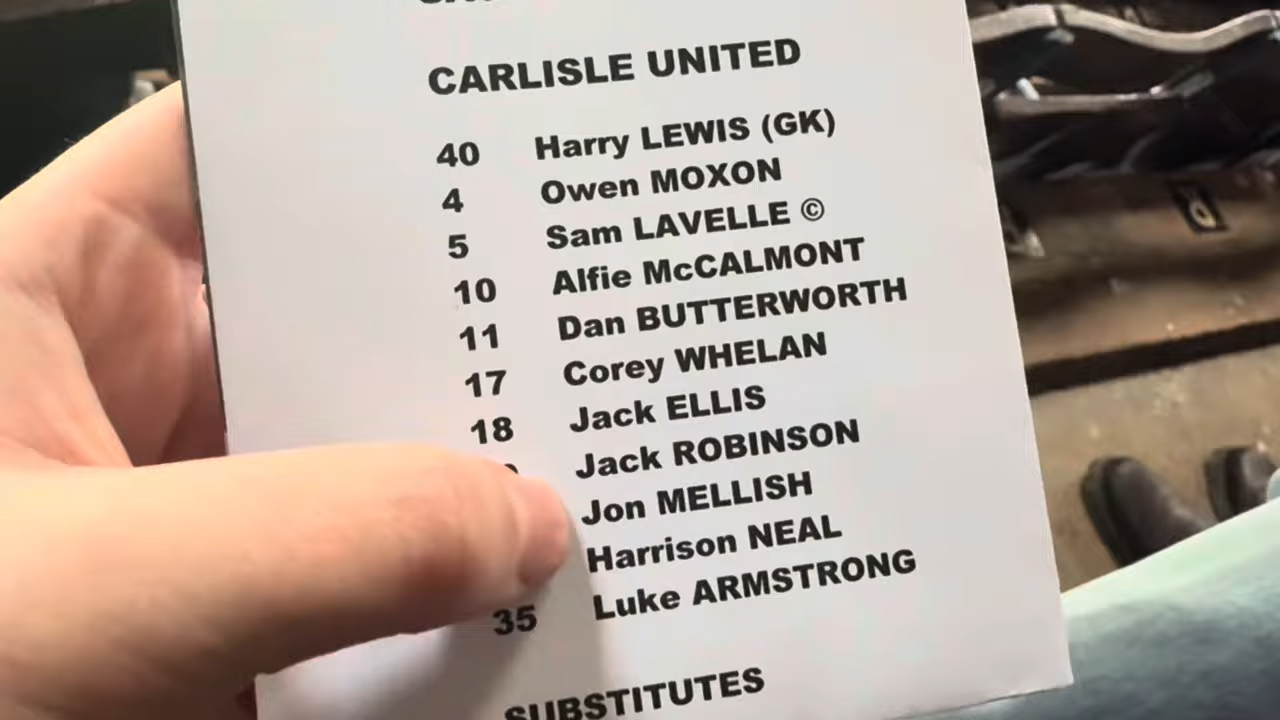 CARLISLE UNITED
40 Harry LEWIS (GK)
4 Owen MOXON
5 Sam LAVELLE ©
10 Alfie McCALMONT
11 Dan BUTTERWORTH
17 Corey WHELAN
18 Jack ELLIS
Jack ROBINSON
Jon MELLISH
Harrison NEAL
35 Luke ARMSTRONG
SUBSTITUTES